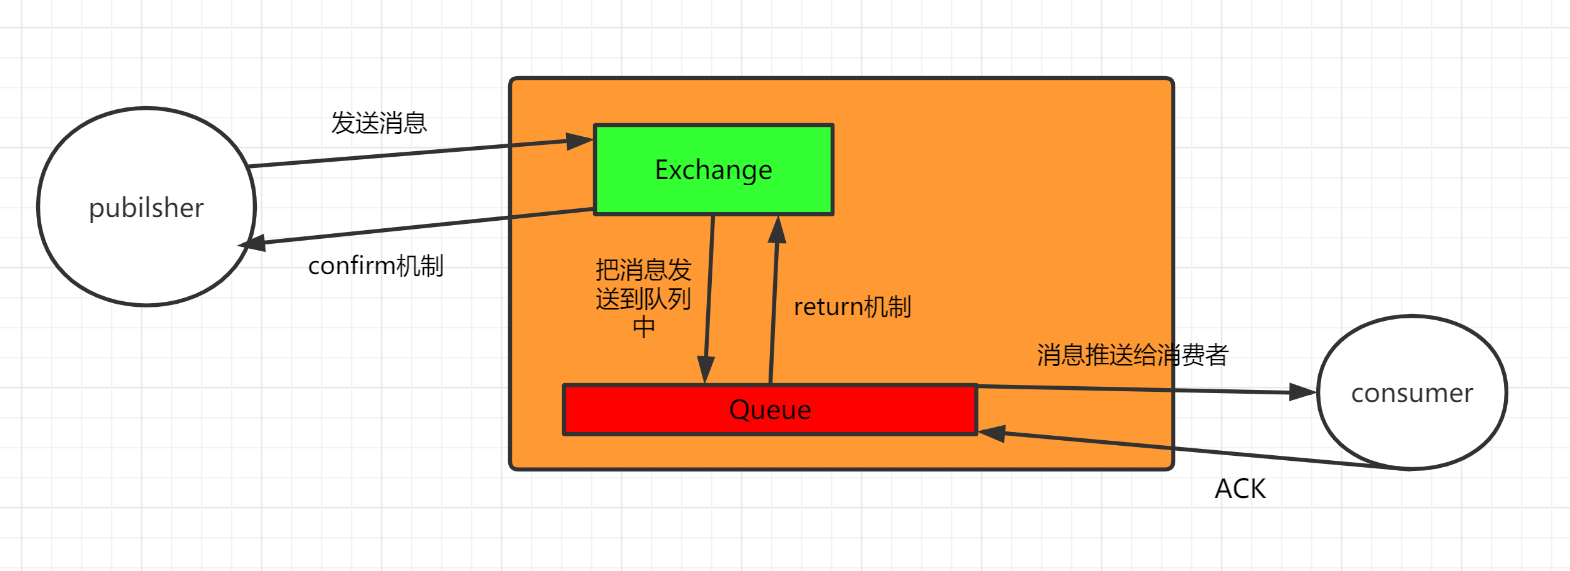 发送消息
pubilsher
Exchange
confirm机制
把消息发
送到队列
中
return机制
消息推送给消费者
consumer
Queue
ACK